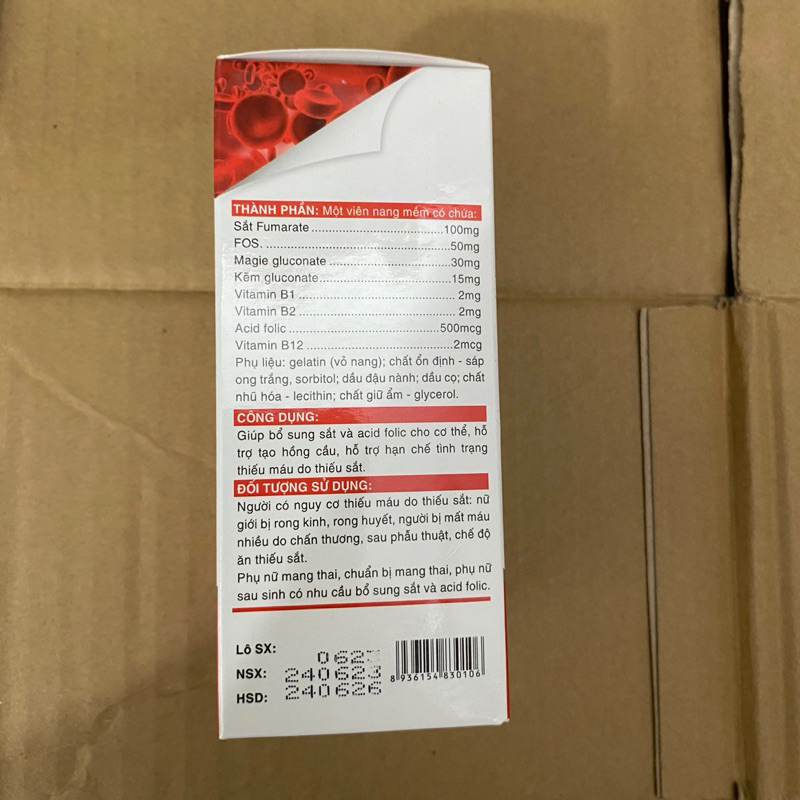 THÀNH PHẦN: Một viên nang mềm có chứa:
Sắt Fumarate.....................................100mg
FOS. ..................................................50mg
Magie gluconate .................................30mg
Kẽm gluconate....................................15mg
Vitamin B1 ...........................................2mg
Vitamin B2 ...........................................2mg
Acid folic .........................................500mcg
Vitamin B12 ........................................2mcg
Phụ liệu: gelatin (vỏ nang); chất ổn định - sáp
ong trắng, sorbitol; dầu đậu nành; dầu cọ; chất
nhũ hóa - lecithin; chất giữ ẩm - glycerol.
CÔNG DỤNG:
Giúp bổ sung sắt và acid folic cho cơ thể, hỗ
trợ tạo hồng cầu, hỗ trợ hạn chế tình trạng
thiếu máu do thiếu sắt.
ĐỐI TƯỢNG SỬ DỤNG:
Người có nguy cơ thiếu máu do thiếu sắt: nữ
giới bị rong kinh, rong huyết, người bị mất máu
nhiều do chấn thương, sau phẫu thuật, chế độ
ăn thiếu sắt.
Phụ nữ mang thai, chuẩn bị mang thai, phụ nữ
sau sinh có nhu cầu bổ sung sắt và acid folic.
Lô SX:
NSX: 240623
HSD: 240626
8 936154 830106